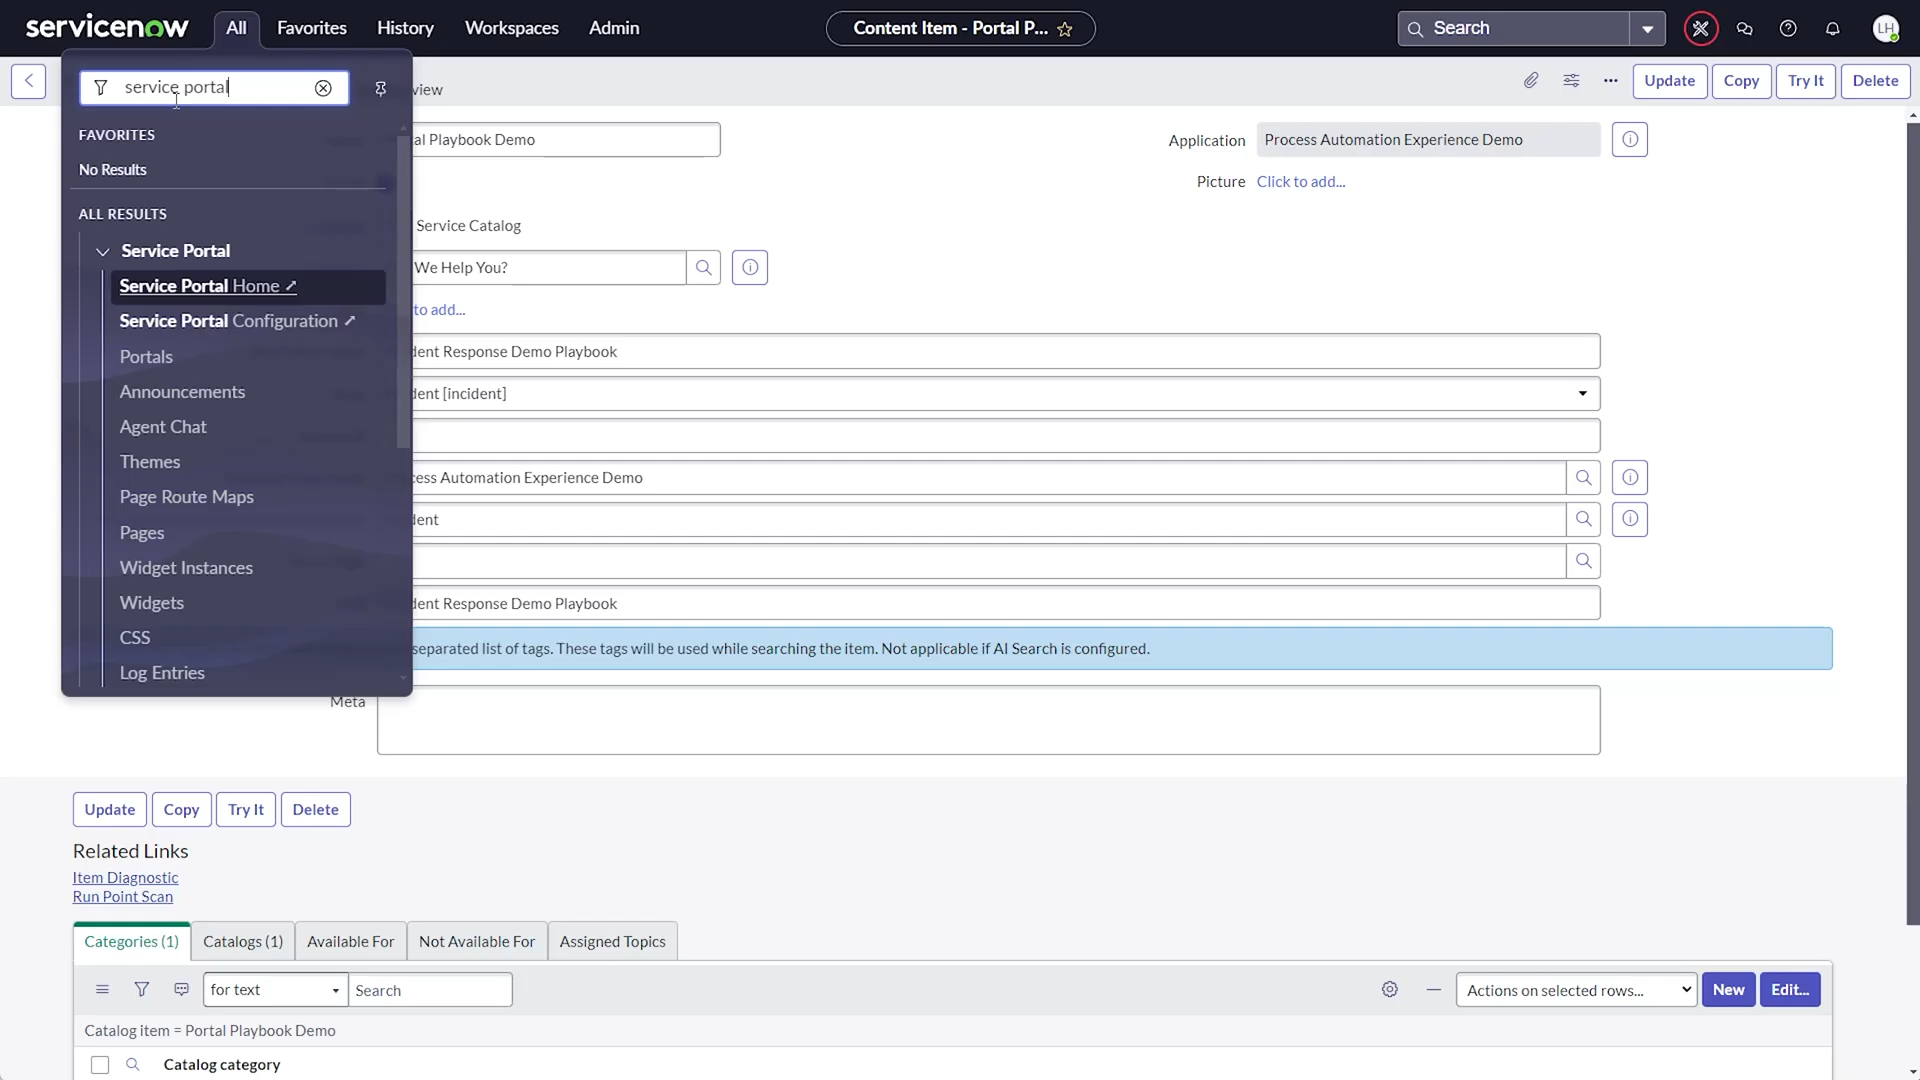 servicenow All Favorites History Workspaces Admin Content Item - Portal P... Search LH
service portal view Update Copy Try It Delete
FAVORITES
No Results
al Playbook Demo Application Process Automation Experience Demo
Picture Click to add...
ALL RESULTS
Service Catalog
Service Portal
We Help You?
Service Portal Home
to add...
Service Portal Configuration
Portals
dent Response Demo Playbook
Announcements
dent [incident]
Agent Chat
Themes
cess Automation Experience Demo
Page Route Maps
dent
Pages
Widget Instances
Widgets
dent Response Demo Playbook
CSS
separated list of tags. These tags will be used while searching the item. Not applicable if AI Search is configured.
Log Entries
Meta
Update Copy Try It Delete
Related Links
Item Diagnostic
Run Point Scan
Categories (1) Catalogs (1) Available For Not Available For Assigned Topics
for text Search Actions on selected rows... New Edit...
Catalog item = Portal Playbook Demo
Catalog category